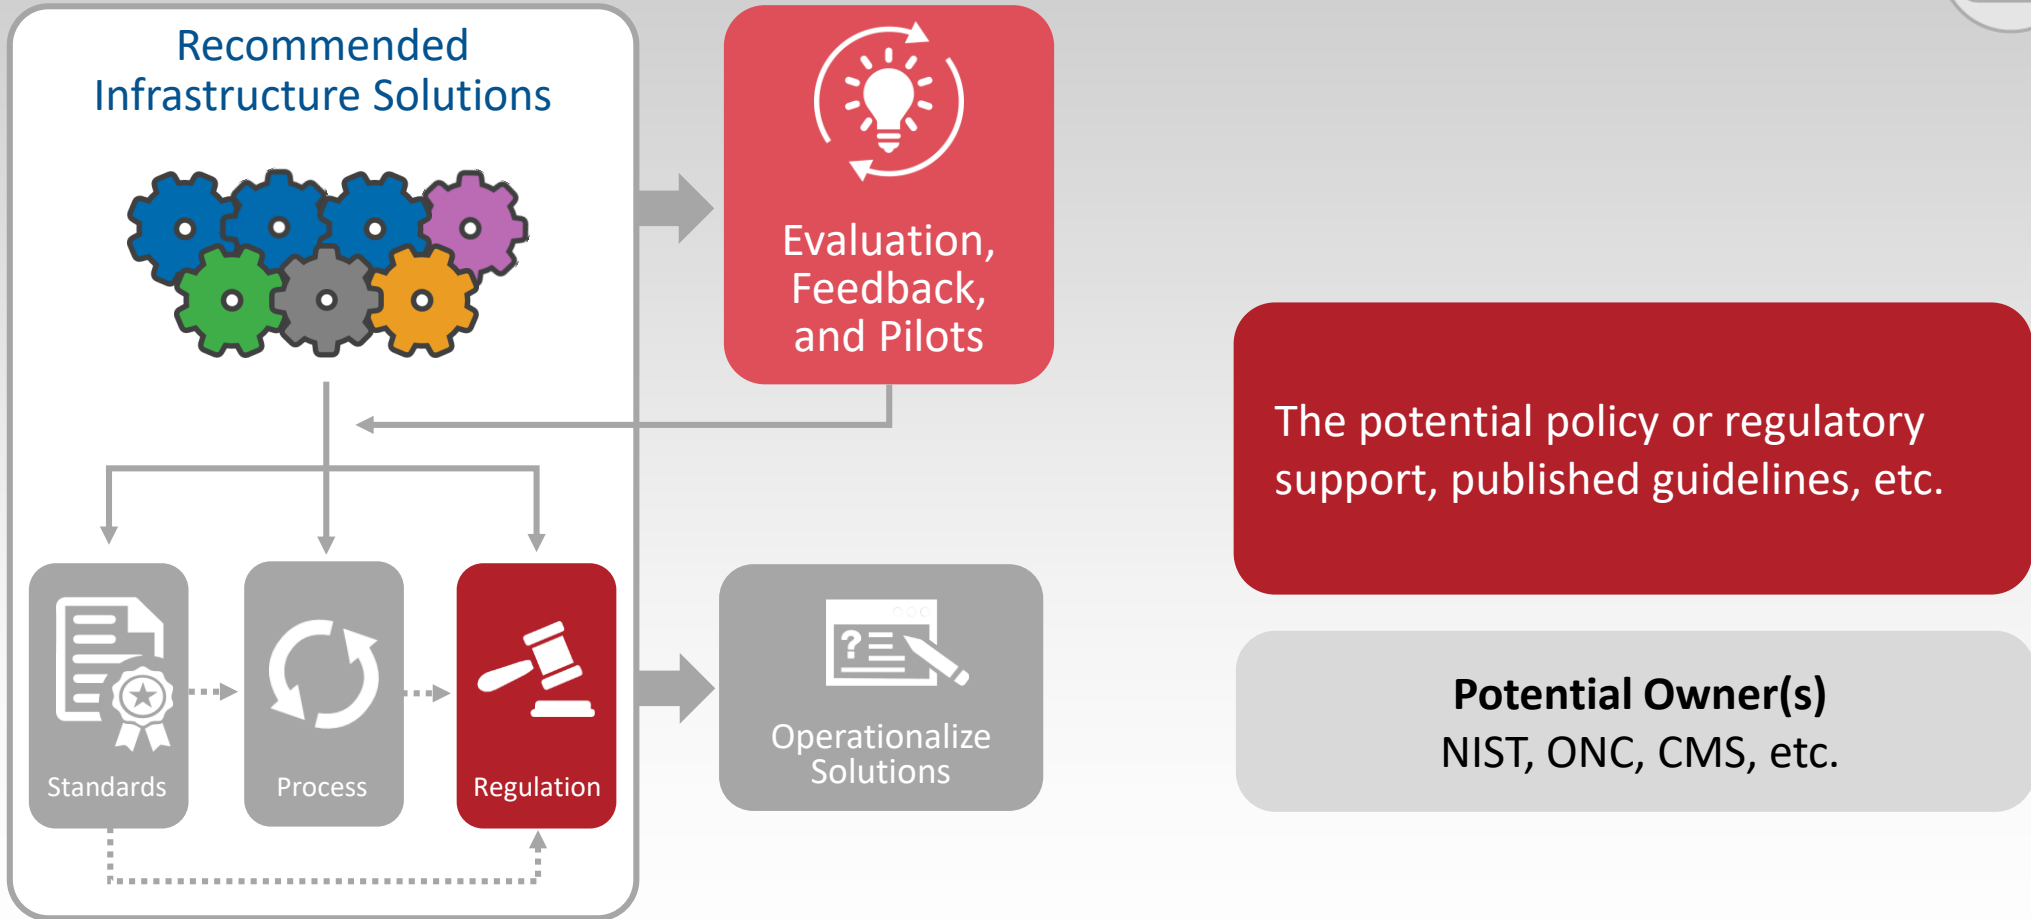 Recommended
Infrastructure Solutions
Evaluation,
Feedback,
and Pilots
The potential policy or regulatory
support, published guidelines, etc.
Standards
Process
Regulation
?
Operationalize
Solutions
Potential Owner(s)
NIST, ONC, CMS, etc.